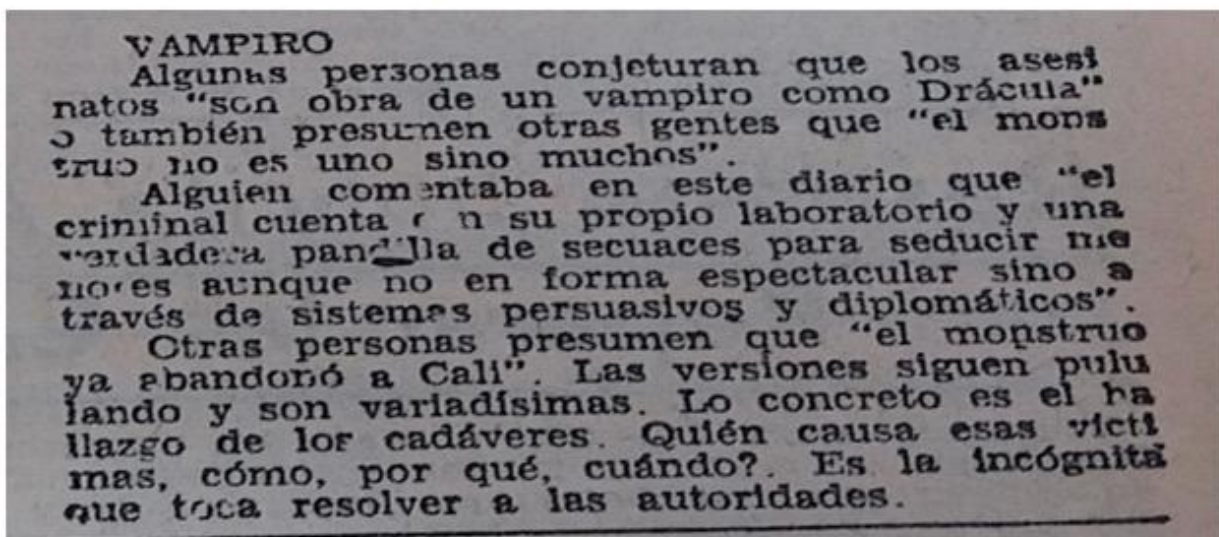 VAMPIRO
Algunas personas conjeturan que los asesi
natos "son obra de un vampiro como Drácula"
o también presumen otras gentes que "el mons
truo no es uno sino muchos".
Alguien comentaba en este diario que "el
criminal cuenta c n su propio laboratorio y una
verdadera pandilla de secuaces para seducir me
nores aunque no en forma espectacular sino a
través de sistemas persuasivos y diplomáticos".
Otras personas presumen que "el monstruo
ya abandonó a Cali". Las versiones siguen pulu
lando y son variadísimas. Lo concreto es el ha
llazgo de los cadáveres. Quién causa esas vícti
mas, cómo, por qué, cuándo?. Es la incógnita
que toca resolver a las autoridades.